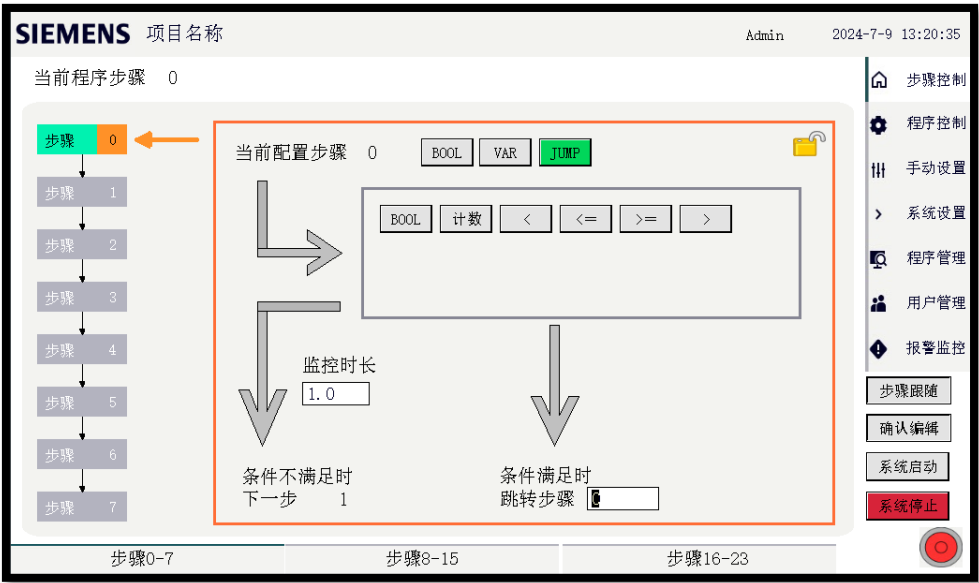 SIEMENS 项目名称 Admin 2024-7-9 13:20:35
当前程序步骤 0
步骤 0
步骤 1
步骤 2
步骤 3
步骤 4
步骤 5
步骤 6
步骤 7
当前配置步骤 0 BOOL VAR JUMP
BOOL 计数 < <= >= >
监控时长
1.0
条件不满足时
下一步 1
条件满足时
跳转步骤 0
步骤控制
程序控制
手动设置
系统设置
程序管理
用户管理
报警监控
步骤跟随
确认编辑
系统启动
系统停止
步骤0-7 步骤8-15 步骤16-23